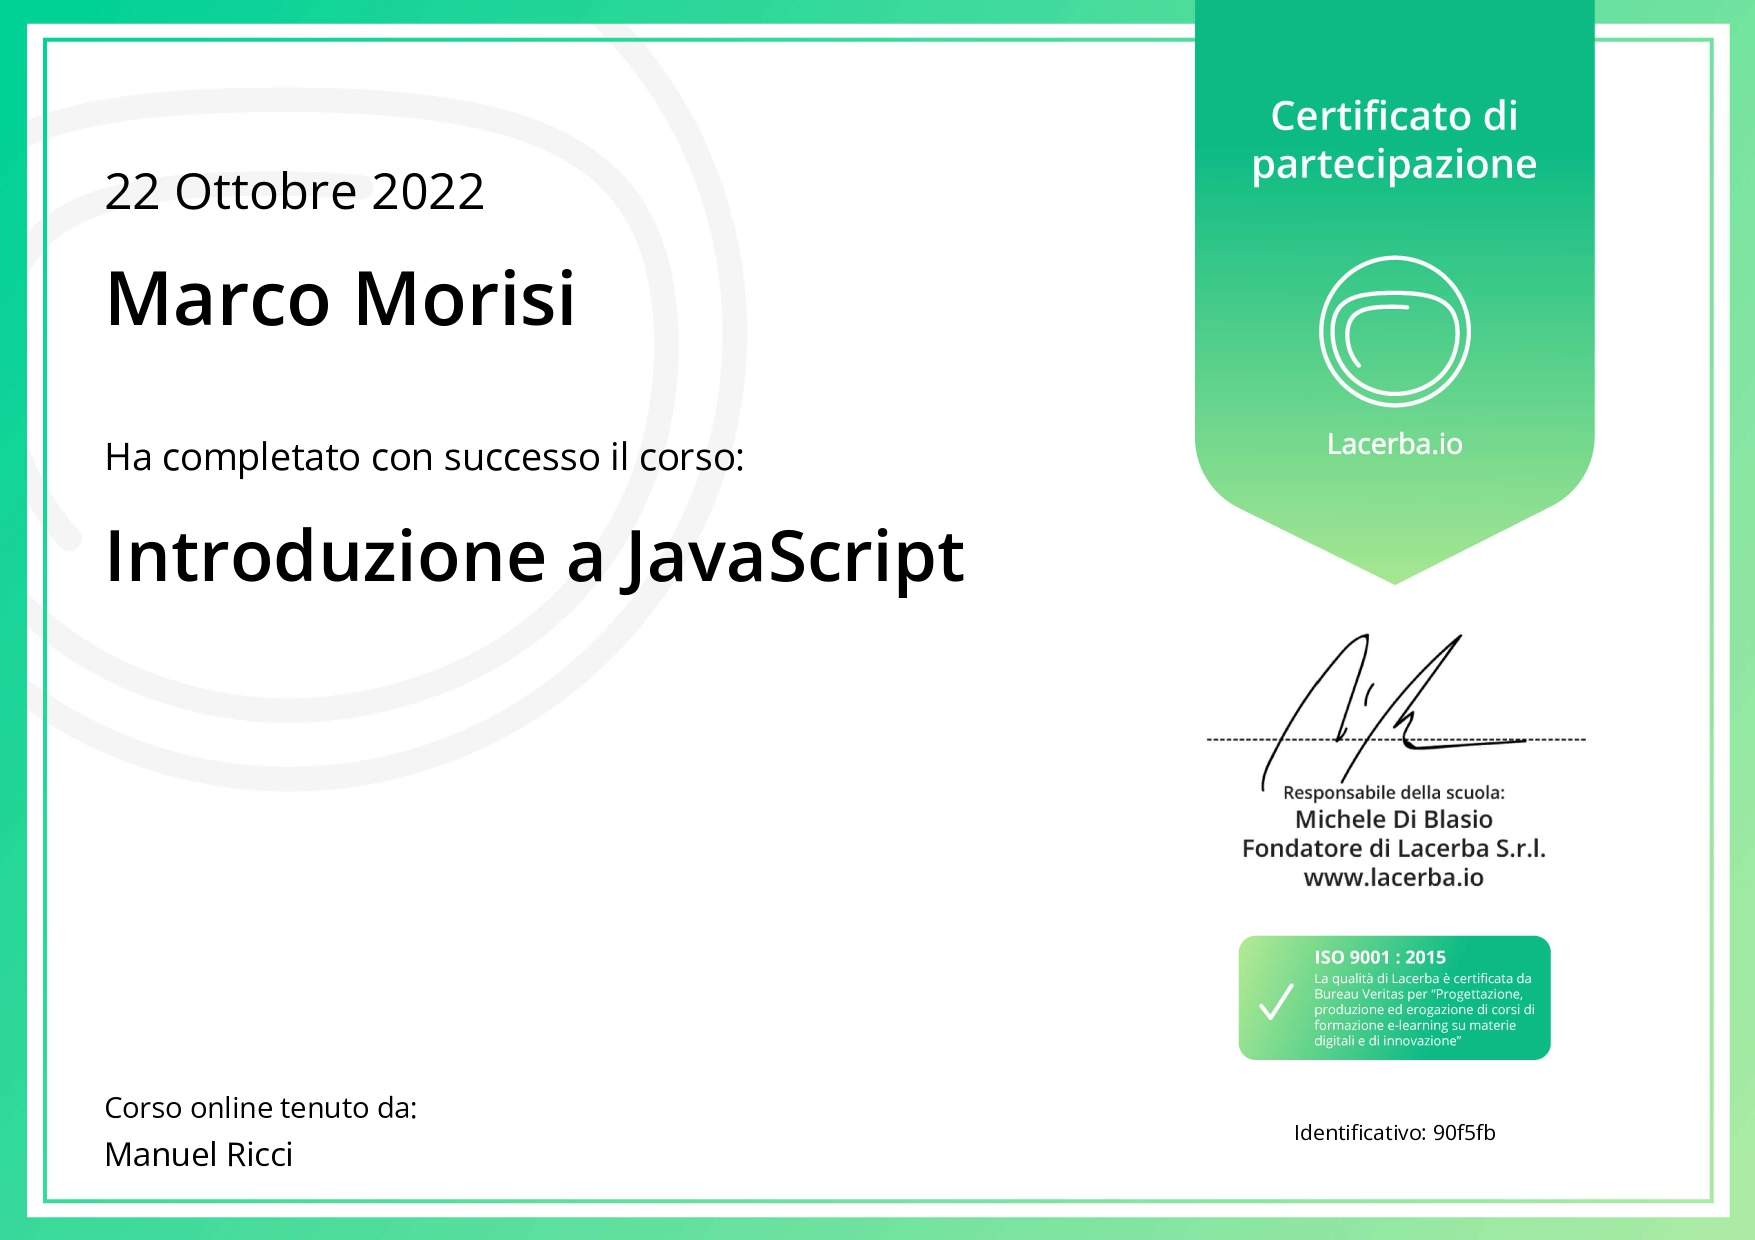 Certificato di
partecipazione
Lacerba.io
22 Ottobre 2022
Marco Morisi
Ha completato con successo il corso:
Introduzione a JavaScript
Responsabile della scuola:
Michele Di Blasio
Fondatore di Lacerba S.r.l.
www.lacerba.io
ISO 9001 : 2015
La qualità di Lacerba è certificata da
Bureau Veritas per “Progettazione,
produzione ed erogazione di corsi di
formazione e-learning su materie
digitali e di innovazione”
Corso online tenuto da:
Manuel Ricci
Identificativo: 90f5fb